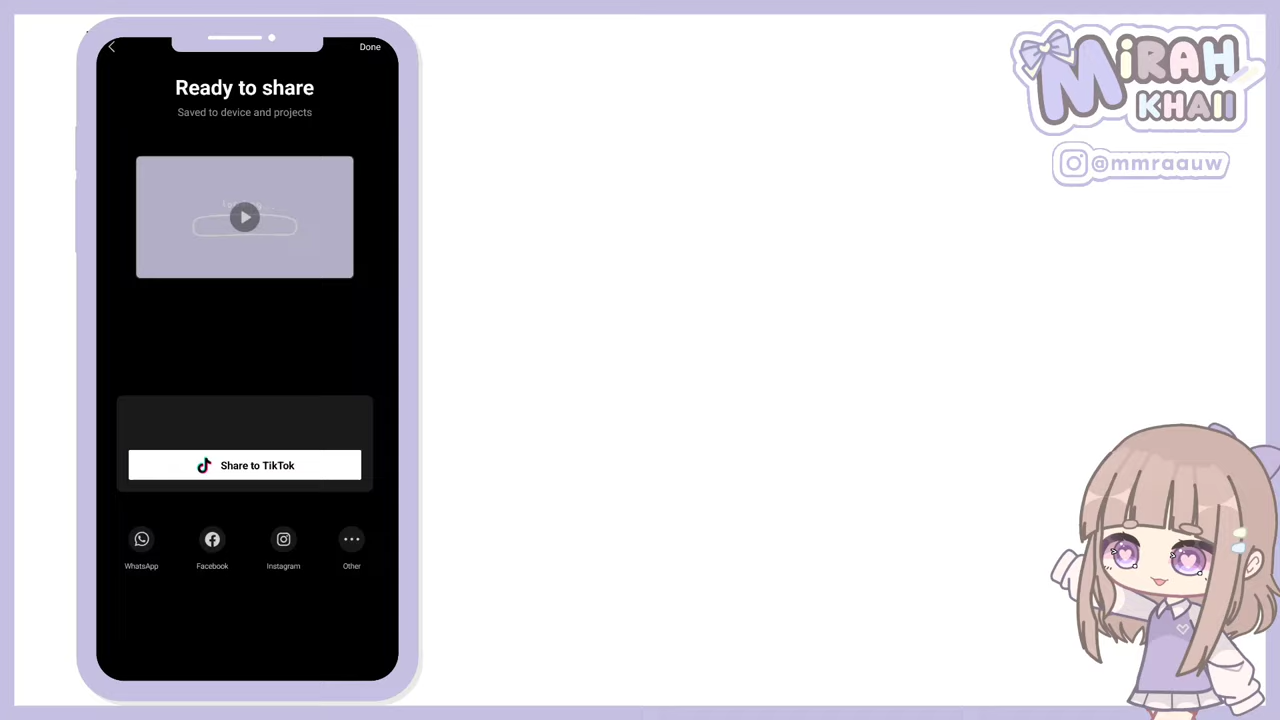 Done
Ready to share
Saved to device and projects
Share to TikTok
WhatsApp
Facebook
Instagram
Other
MiRAH
KHAII
@mmraauw